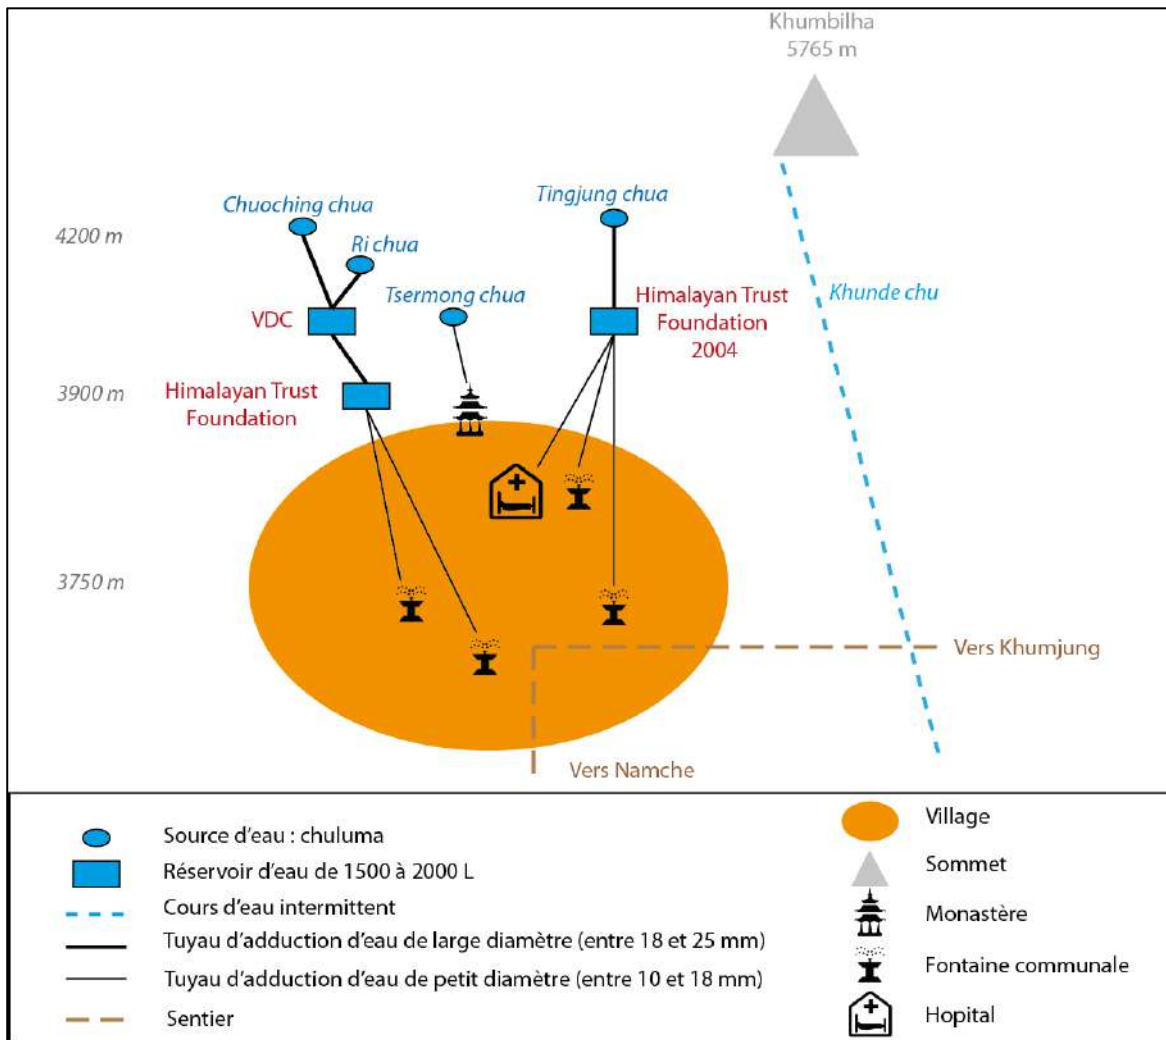 Khumbilha
5765 m
Chuoching chua
Tingjung chua
4200 m
Ri chua
Tsermong chua
Khunde chu
VDC
Himalayan Trust
Foundation
2004
3900 m
Himalayan Trust
Foundation
3750 m
Vers Khumjung
Vers Namche
Source d'eau : chuluma
Réservoir d'eau de 1500 à 2000 L
Cours d'eau intermittent
Tuyau d'adduction d'eau de large diamètre (entre 18 et 25 mm)
Tuyau d'adduction d'eau de petit diamètre (entre 10 et 18 mm)
Sentier
Village
Sommet
Monastère
Fontaine communale
Hopital